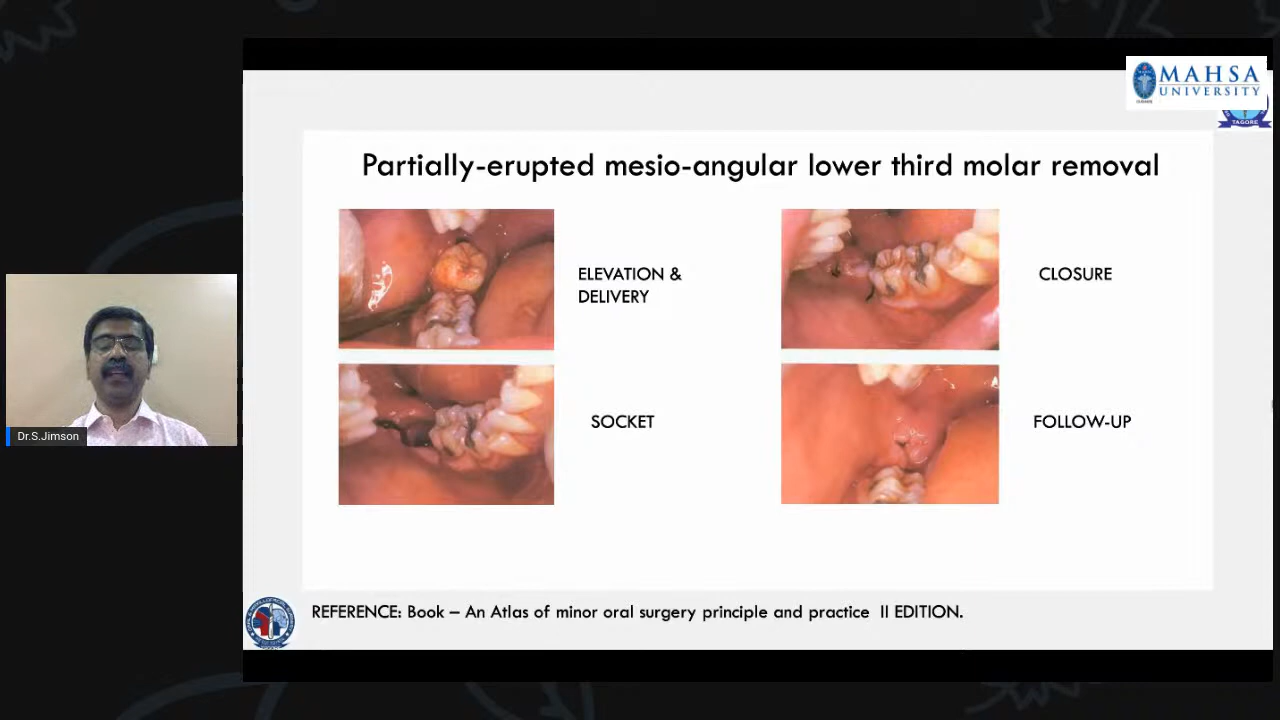 MAHSA
UNIVERSITY
TAGORE
Partially-erupted mesio-angular lower third molar removal
ELEVATION &
DELIVERY
CLOSURE
SOCKET
FOLLOW-UP
Dr.S.Jimson
REFERENCE: Book – An Atlas of minor oral surgery principle and practice II EDITION.